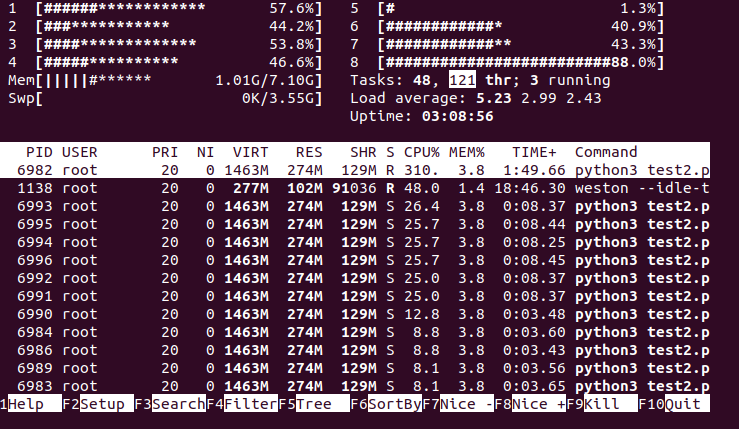 1 [######************ 57.6%] 5 [# 1.3%]
2 [###*********** 44.2%] 6 [############* 40.9%]
3 [####************* 53.8%] 7 [############** 43.3%]
4 [#####********** 46.6%] 8 [#########################88.0%]
Mem[|||||#****** 1.01G/7.10G] Tasks: 48, 121 thr; 3 running
Swp[ 0K/3.55G] Load average: 5.23 2.99 2.43
Uptime: 03:08:56
PID USER PRI NI VIRT RES SHR S CPU% MEM% TIME+ Command
6982 root 20 0 1463M 274M 129M R 310. 3.8 1:49.66 python3 test2.p
1138 root 20 0 277M 102M 91036 R 48.0 1.4 18:46.30 weston --idle-t
6993 root 20 0 1463M 274M 129M S 26.4 3.8 0:08.37 python3 test2.p
6995 root 20 0 1463M 274M 129M S 25.7 3.8 0:08.44 python3 test2.p
6994 root 20 0 1463M 274M 129M S 25.7 3.8 0:08.25 python3 test2.p
6996 root 20 0 1463M 274M 129M S 25.7 3.8 0:08.45 python3 test2.p
6992 root 20 0 1463M 274M 129M S 25.0 3.8 0:08.37 python3 test2.p
6991 root 20 0 1463M 274M 129M S 25.0 3.8 0:08.37 python3 test2.p
6990 root 20 0 1463M 274M 129M S 12.8 3.8 0:03.48 python3 test2.p
6984 root 20 0 1463M 274M 129M S 8.8 3.8 0:03.60 python3 test2.p
6986 root 20 0 1463M 274M 129M S 8.8 3.8 0:03.43 python3 test2.p
6989 root 20 0 1463M 274M 129M S 8.1 3.8 0:03.56 python3 test2.p
6983 root 20 0 1463M 274M 129M S 8.1 3.8 0:03.65 python3 test2.p
1Help F2Setup F3SearchF4FilterF5Tree F6SortByF7Nice -F8Nice +F9Kill F10Quit